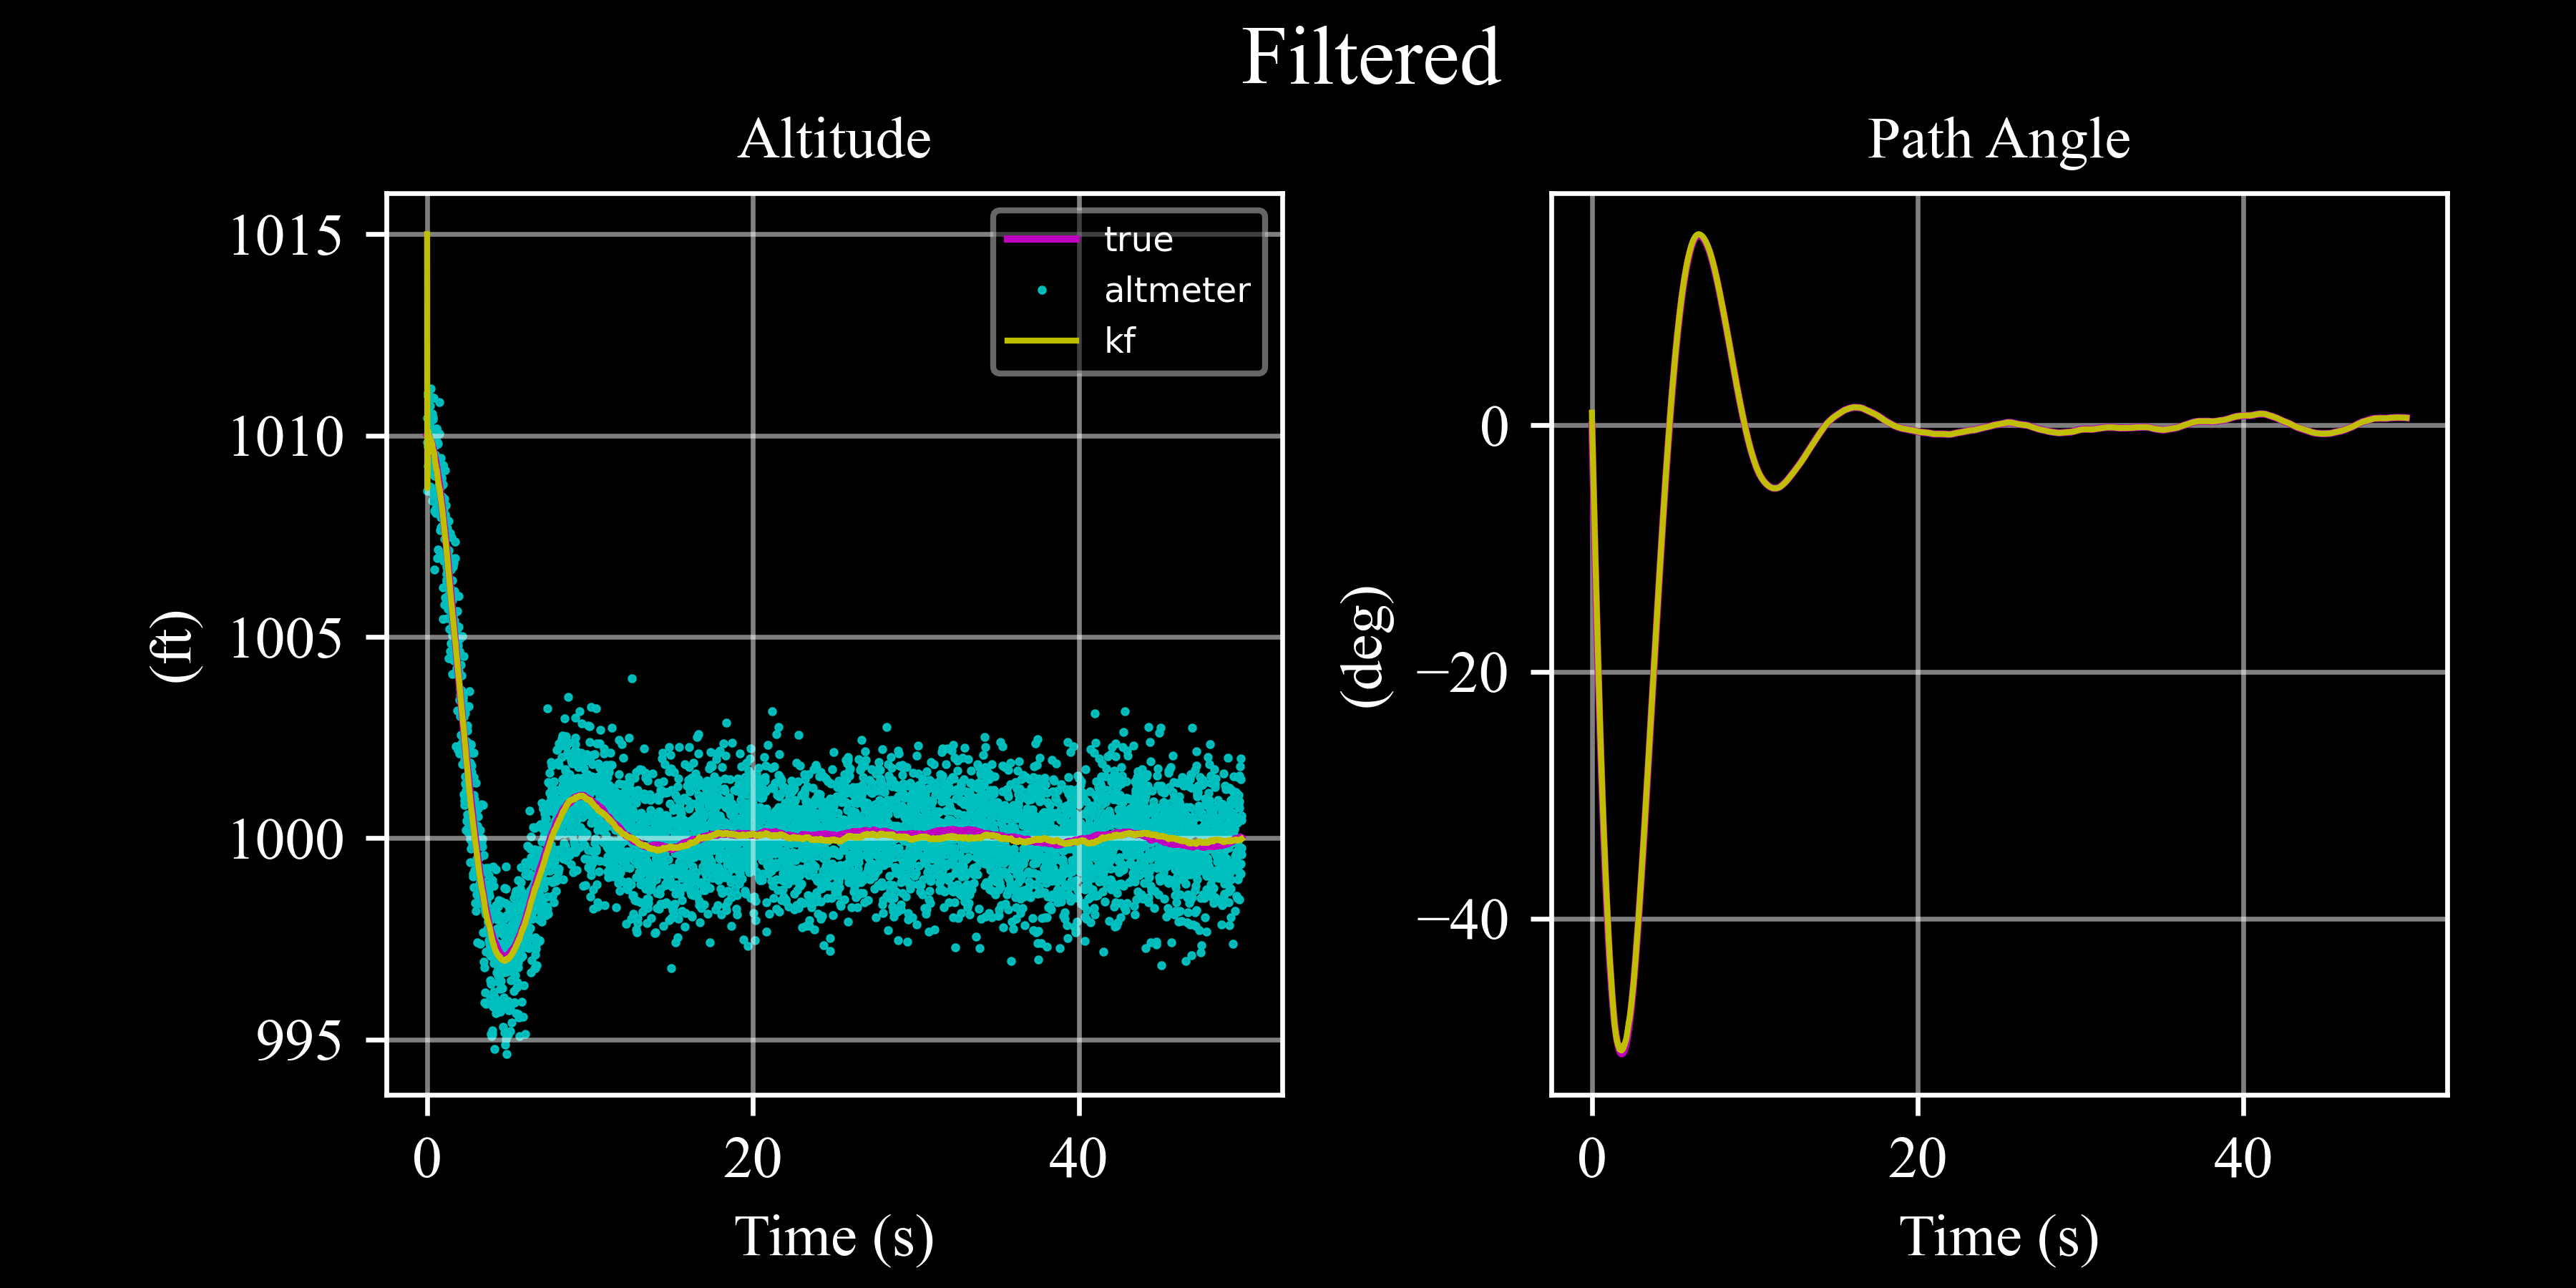 Filtered
Altitude
1015
1010
1005
1000
995
(ft)
true
altmeter
kf
0 20 40
Time (s)
Path Angle
0
−20
−40
(deg)
0 20 40
Time (s)